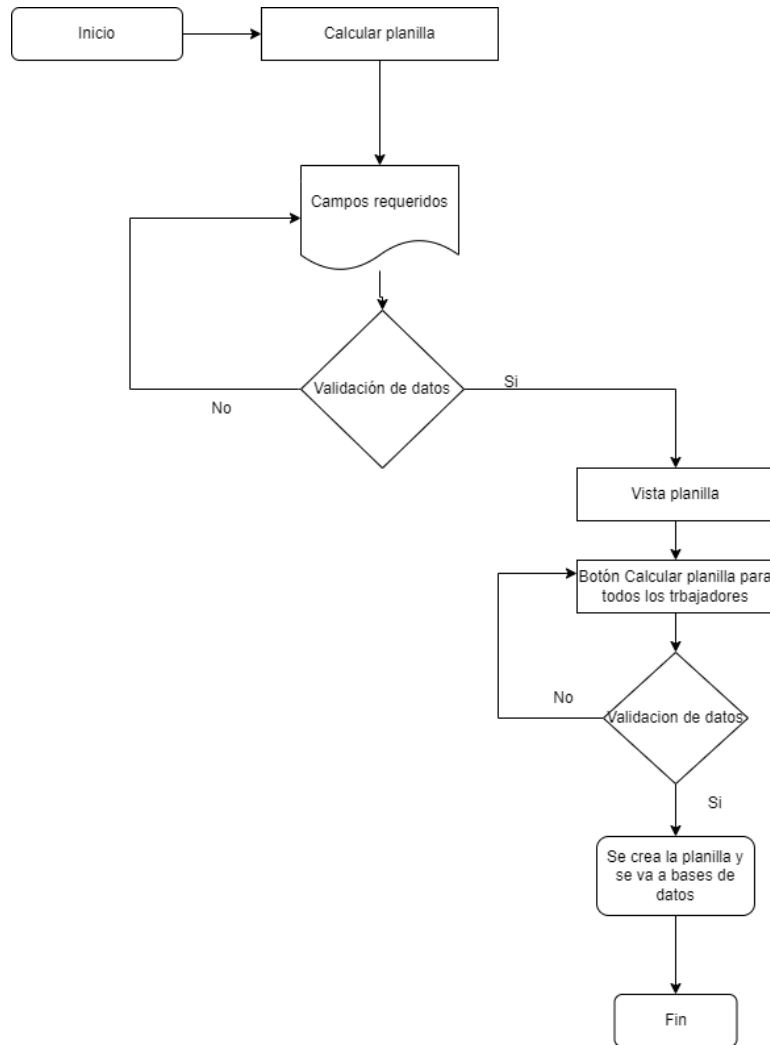 Inicio
Calcular planilla
Campos requeridos
Validación de datos
Si
No
Vista planilla
Botón Calcular planilla para
todos los trbajadores
No
Validacion de datos
Si
Se crea la planilla y
se va a bases de
datos
Fin